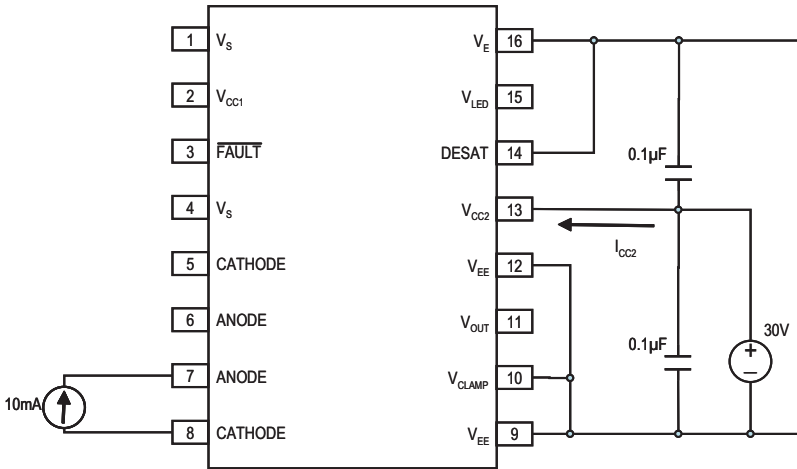 1 V_S
2 V_CC1
3 FAULT
4 V_S
5 CATHODE
6 ANODE
7 ANODE
8 CATHODE
10mA
V_E 16
V_LED 15
DESAT 14
V_CC2 13
V_EE 12
V_OUT 11
V_CLAMP 10
V_EE 9
0.1µF
I_CC2
0.1µF
30V
+
–